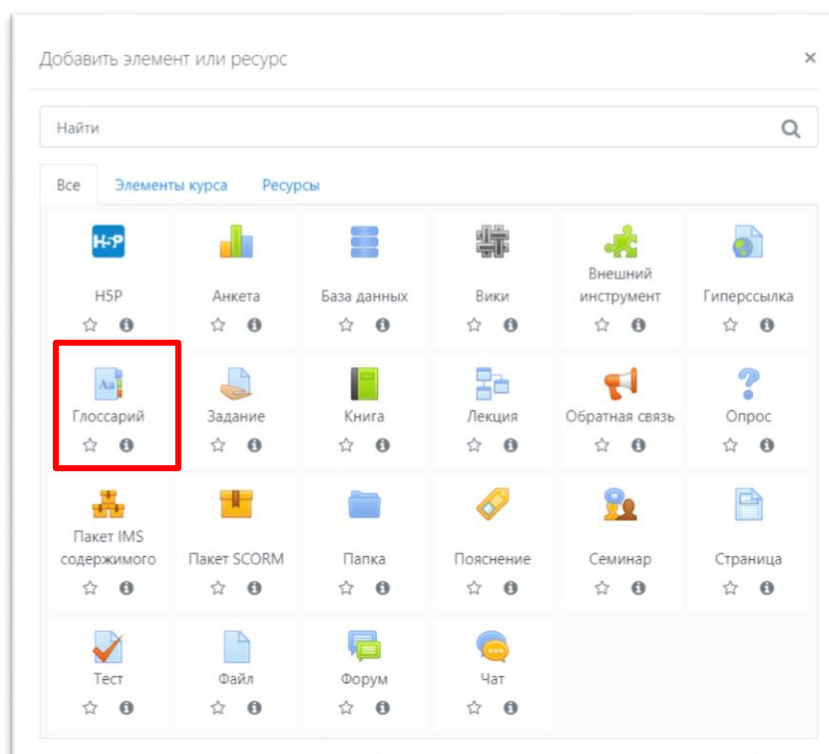 Добавить элемент или ресурс ×
Найти
Все Элементы курса Ресурсы
H5P
H5P Анкета База данных Вики Внешний инструмент Гиперссылка
Aa
Глоссарий Задание Книга Лекция Обратная связь Опрос
Пакет IMS содержимого Пакет SCORM Папка Пояснение Семинар Страница
Тест Файл Форум Чат